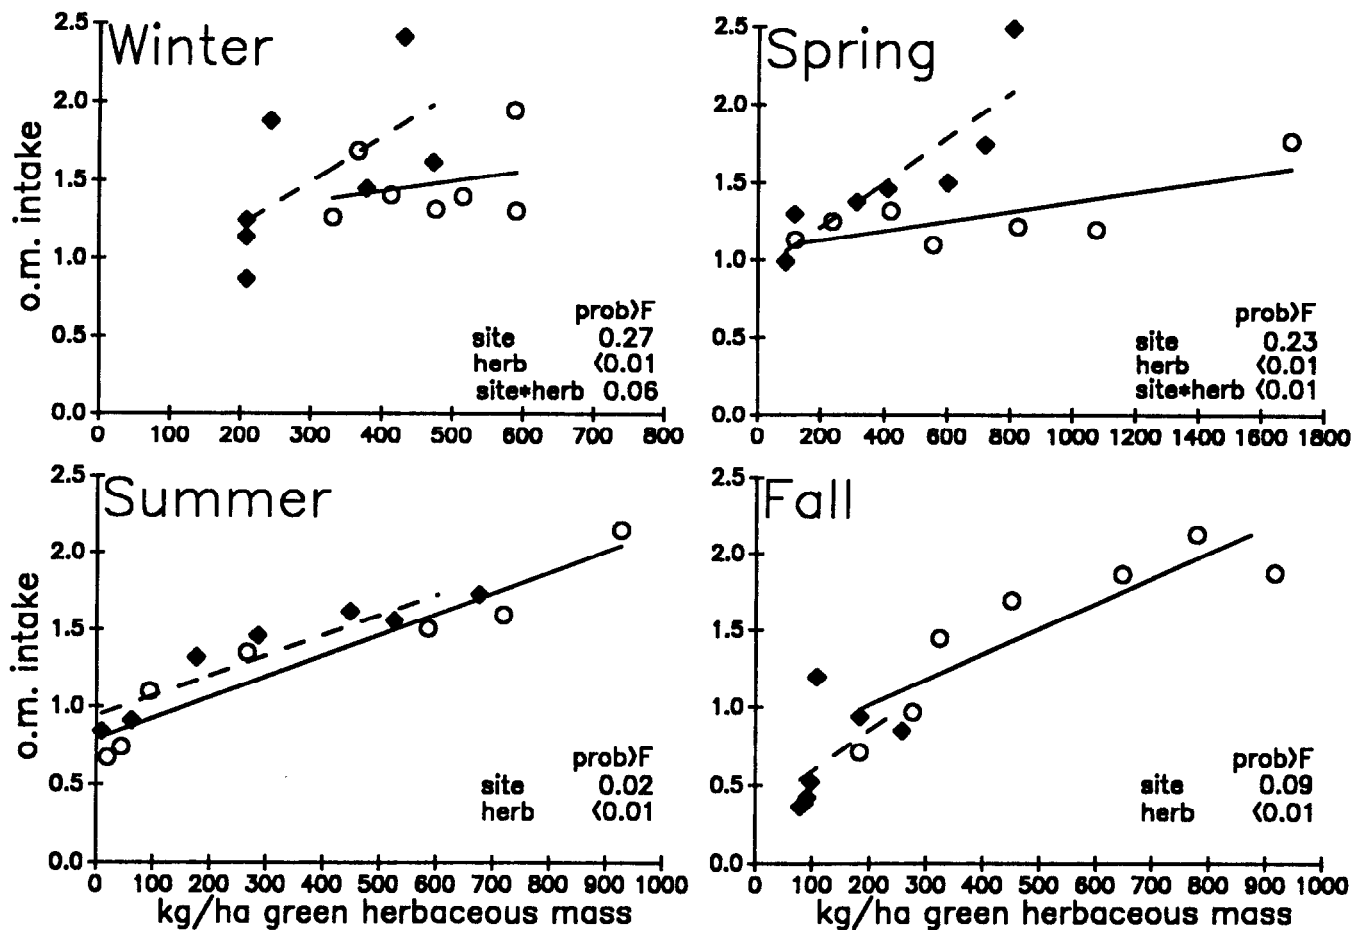 Winter
2.5
2.0
1.5
1.0
0.5
0.0
o.m. intake
prob>F
site 0.27
herb <0.01
site*herb 0.06
0 100 200 300 400 500 600 700 800
Spring
2.5
2.0
1.5
1.0
0.5
0.0
prob>F
site 0.23
herb <0.01
site*herb <0.01
0 200 400 600 800 1000 1200 1400 1600 1800
Summer
2.5
2.0
1.5
1.0
0.5
0.0
o.m. intake
prob>F
site 0.02
herb <0.01
0 100 200 300 400 500 600 700 800 900 1000
kg/ha green herbaceous mass
Fall
2.5
2.0
1.5
1.0
0.5
0.0
prob>F
site 0.09
herb <0.01
0 100 200 300 400 500 600 700 800 900 1000
kg/ha green herbaceous mass